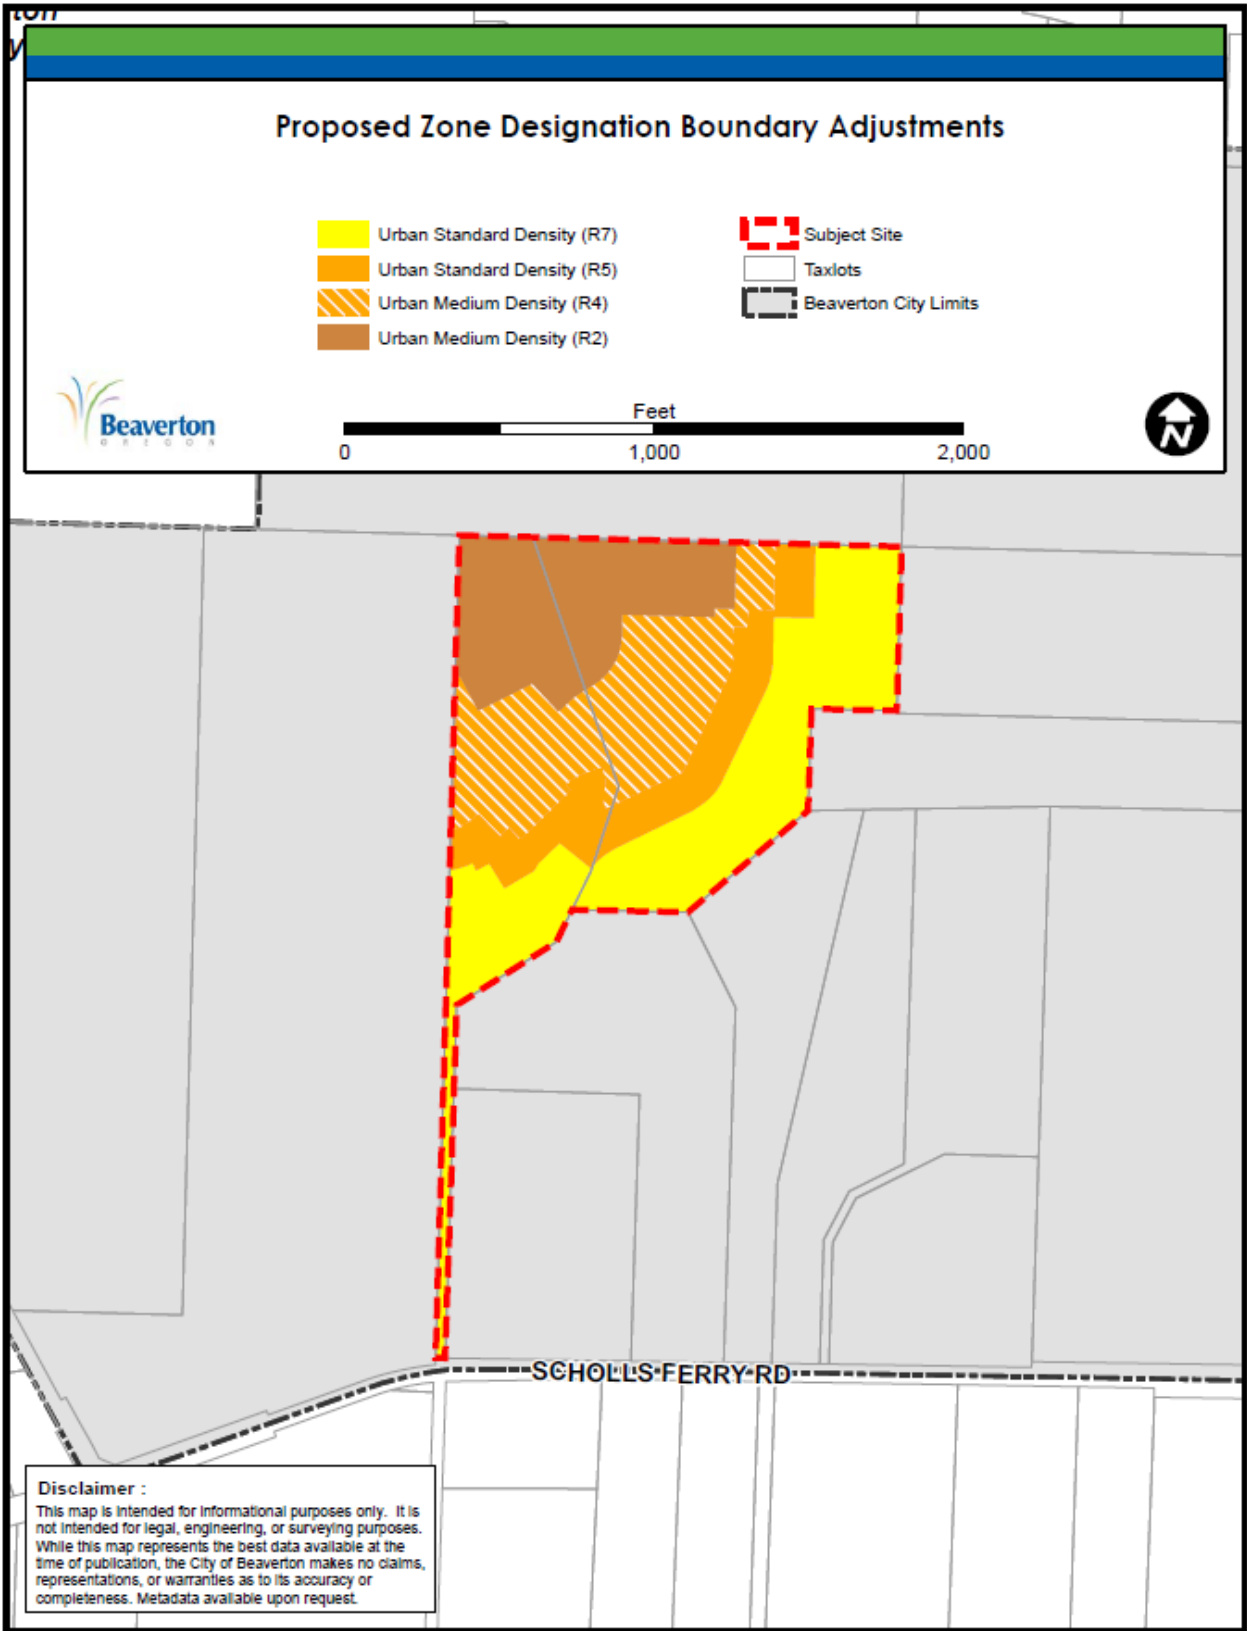 ton
y
Proposed Zone Designation Boundary Adjustments
Urban Standard Density (R7)
Urban Standard Density (R5)
Urban Medium Density (R4)
Urban Medium Density (R2)
Subject Site
Taxlots
Beaverton City Limits
Beaverton
OREGON
Feet
0 1,000 2,000
N
SCHOLLS FERRY RD
Disclaimer :
This map is intended for informational purposes only. It is
not intended for legal, engineering, or surveying purposes.
While this map represents the best data available at the
time of publication, the City of Beaverton makes no claims,
representations, or warranties as to its accuracy or
completeness. Metadata available upon request.